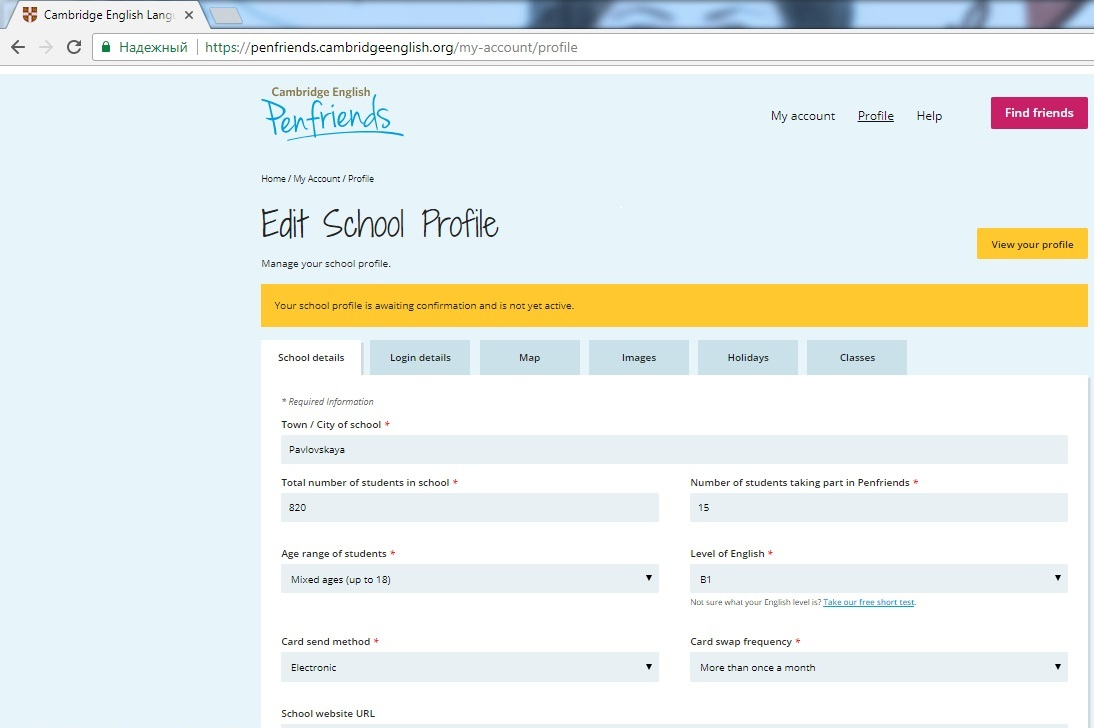 Cambridge English Lang
Надежный
https://penfriends.cambridgeenglish.org/my-account/profile
Cambridge English
Penfriends
My account
Profile
Help
Find friends
Home / My Account / Profile
Edit School Profile
View your profile
Manage your school profile.
Your school profile is awaiting confirmation and is not yet active.
School details
Login details
Map
Images
Holidays
Classes
* Required Information
Town / City of school *
Pavlovskaya
Total number of students in school *
Number of students taking part in Penfriends *
820
15
Age range of students *
Level of English *
Mixed ages (up to 18)
B1
Not sure what your English level is? Take our free short test.
Card send method *
Card swap frequency *
Electronic
More than once a month
School website URL